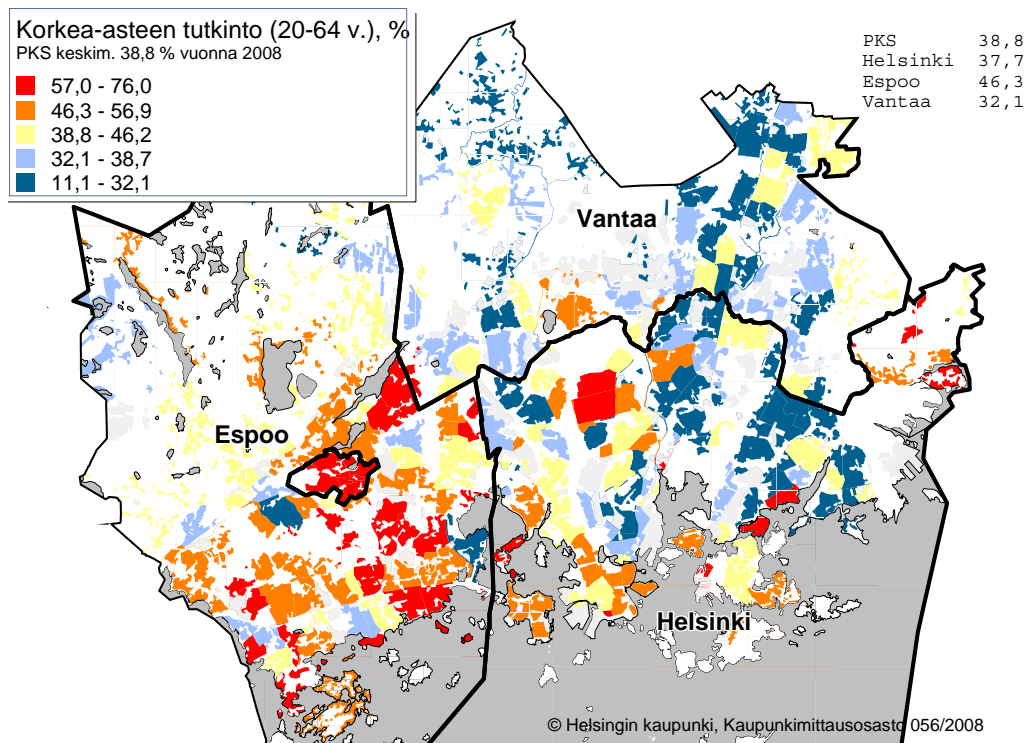 Korkea-asteen tutkinto (20-64 v.), %
PKS keskim. 38,8 % vuonna 2008
57,0 - 76,0
46,3 - 56,9
38,8 - 46,2
32,1 - 38,7
11,1 - 32,1
PKS 38,8
Helsinki 37,7
Espoo 46,3
Vantaa 32,1
Vantaa
Espoo
Helsinki
© Helsingin kaupunki, Kaupunkimittausosasto 056/2008